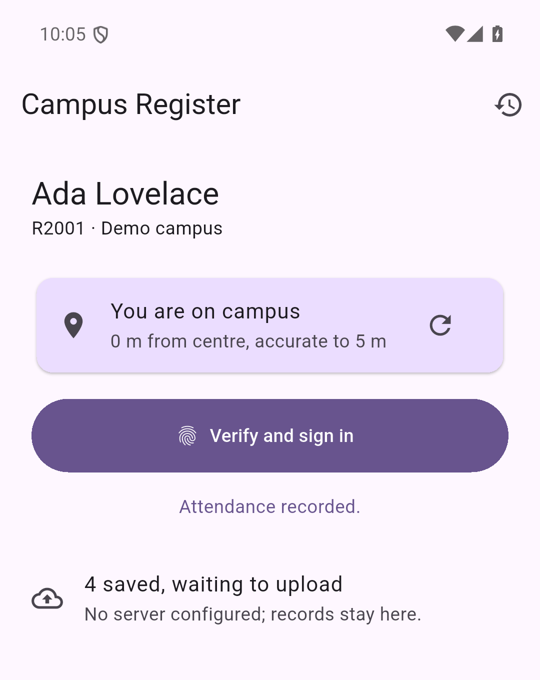 10:05
Campus Register
Ada Lovelace
R2001 · Demo campus
You are on campus
0 m from centre, accurate to 5 m
Verify and sign in
Attendance recorded.
4 saved, waiting to upload
No server configured; records stay here.